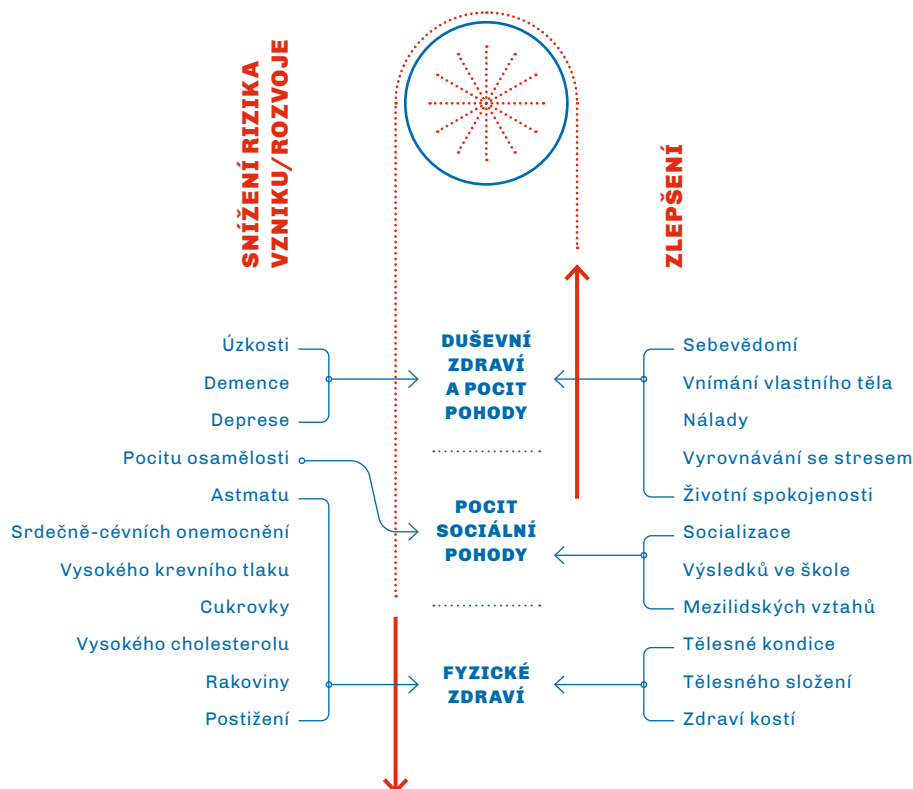 SNÍŽENÍ RIZIKA
VZNIKU/ROZVOJE
ZLEPŠENÍ
Úzkosti
Demence
Deprese
Pocitu osamělosti
Astmatu
Srdečně-cévních onemocnění
Vysokého krevního tlaku
Cukrovky
Vysokého cholesterolu
Rakoviny
Postižení
DUŠEVNÍ
ZDRAVÍ
A POCIT
POHODY
POCIT
SOCIÁLNÍ
POHODY
FYZICKÉ
ZDRAVÍ
Sebevědomí
Vnímání vlastního těla
Nálady
Vyrovnávání se stresem
Životní spokojenosti
Socializace
Výsledků ve škole
Mezilidských vztahů
Tělesné kondice
Tělesného složení
Zdraví kostí